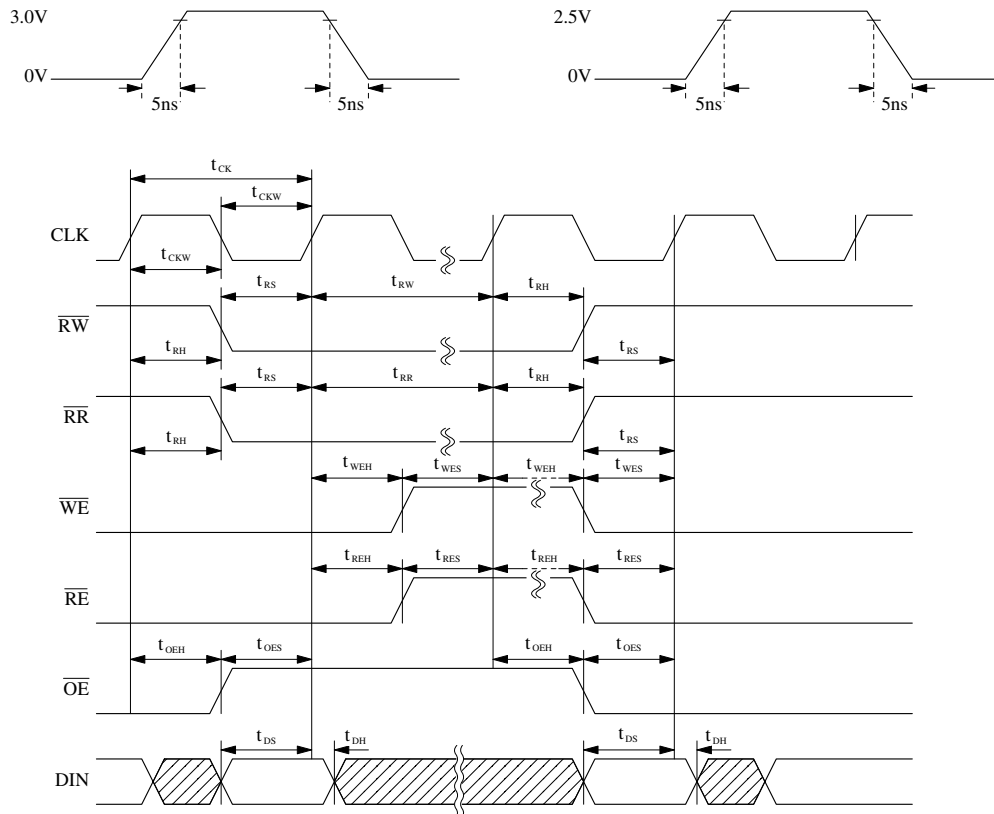 3.0V 2.5V
0V 0V
5ns 5ns 5ns 5ns
tCK
tCKW
CLK
tCKW
tRS tRW tRH
RW
tRH tRS
tRS tRR tRH
RR
tRH tRS
tWEH tWES tWEH tWES
WE
tREH tRES tREH tRES
RE
tOEH tOES tOEH tOES
OE
tDS tDH tDS tDH
DIN